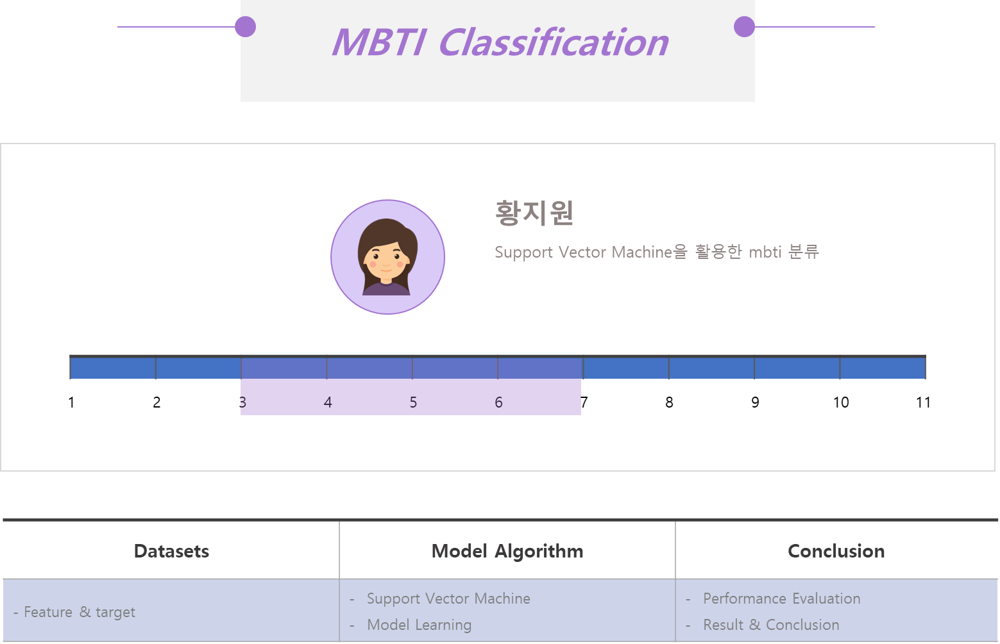 MBTI Classification
황지원
Support Vector Machine을 활용한 mbti 분류
1 2 3 4 5 6 7 8 9 10 11
Datasets Model Algorithm Conclusion
- Feature & target
- Support Vector Machine
- Model Learning
- Performance Evaluation
- Result & Conclusion